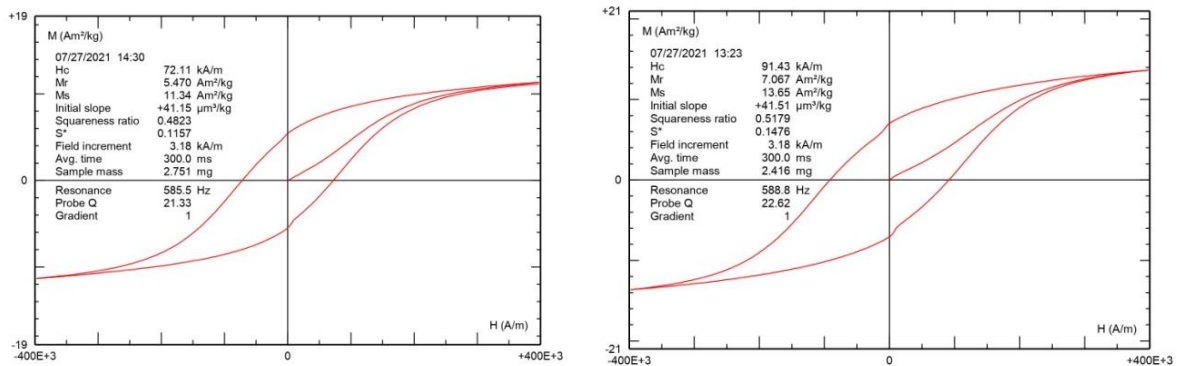 +19
M (Am²/kg)
07/27/2021 14:30
Hc 72.11 kA/m
Mr 5.470 Am²/kg
Ms 11.34 Am²/kg
Initial slope +41.15 µm³/kg
Squareness ratio 0.4823
S* 0.1157
Field increment 3.18 kA/m
Avg. time 300.0 ms
Sample mass 2.751 mg
0
Resonance 585.5 Hz
Probe Q 21.33
Gradient 1
H (A/m)
-19
-400E+3 0 +400E+3
+21
M (Am²/kg)
07/27/2021 13:23
Hc 91.43 kA/m
Mr 7.067 Am²/kg
Ms 13.65 Am²/kg
Initial slope +41.51 µm³/kg
Squareness ratio 0.5179
S* 0.1476
Field increment 3.18 kA/m
Avg. time 300.0 ms
Sample mass 2.416 mg
0
Resonance 588.8 Hz
Probe Q 22.62
Gradient 1
H (A/m)
-21
-400E+3 0 +400E+3